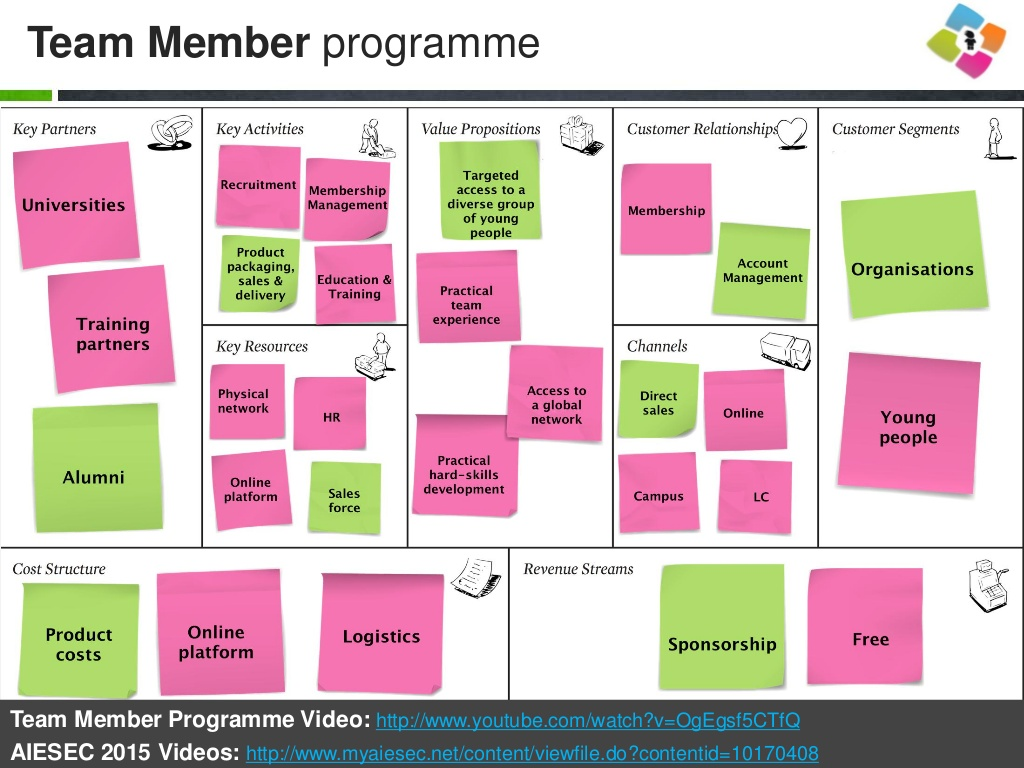 Team Member programme
Key Partners
Universities
Training
partners
Alumni
Key Activities
Recruitment
Membership
Management
Product
packaging,
sales &
delivery
Education &
Training
Key Resources
Physical
network
HR
Online
platform
Sales
force
Value Propositions
Targeted
access to a
diverse group
of young
people
Practical
team
experience
Access to
a global
network
Practical
hard-skills
development
Customer Relationships
Membership
Account
Management
Channels
Direct
sales
Online
Campus
LC
Customer Segments
Organisations
Young
people
Cost Structure
Product
costs
Online
platform
Logistics
Revenue Streams
Sponsorship
Free
Team Member Programme Video: http://www.youtube.com/watch?v=OgEgsf5CTfQ
AIESEC 2015 Videos: http://www.myaiesec.net/content/viewfile.do?contentid=10170408